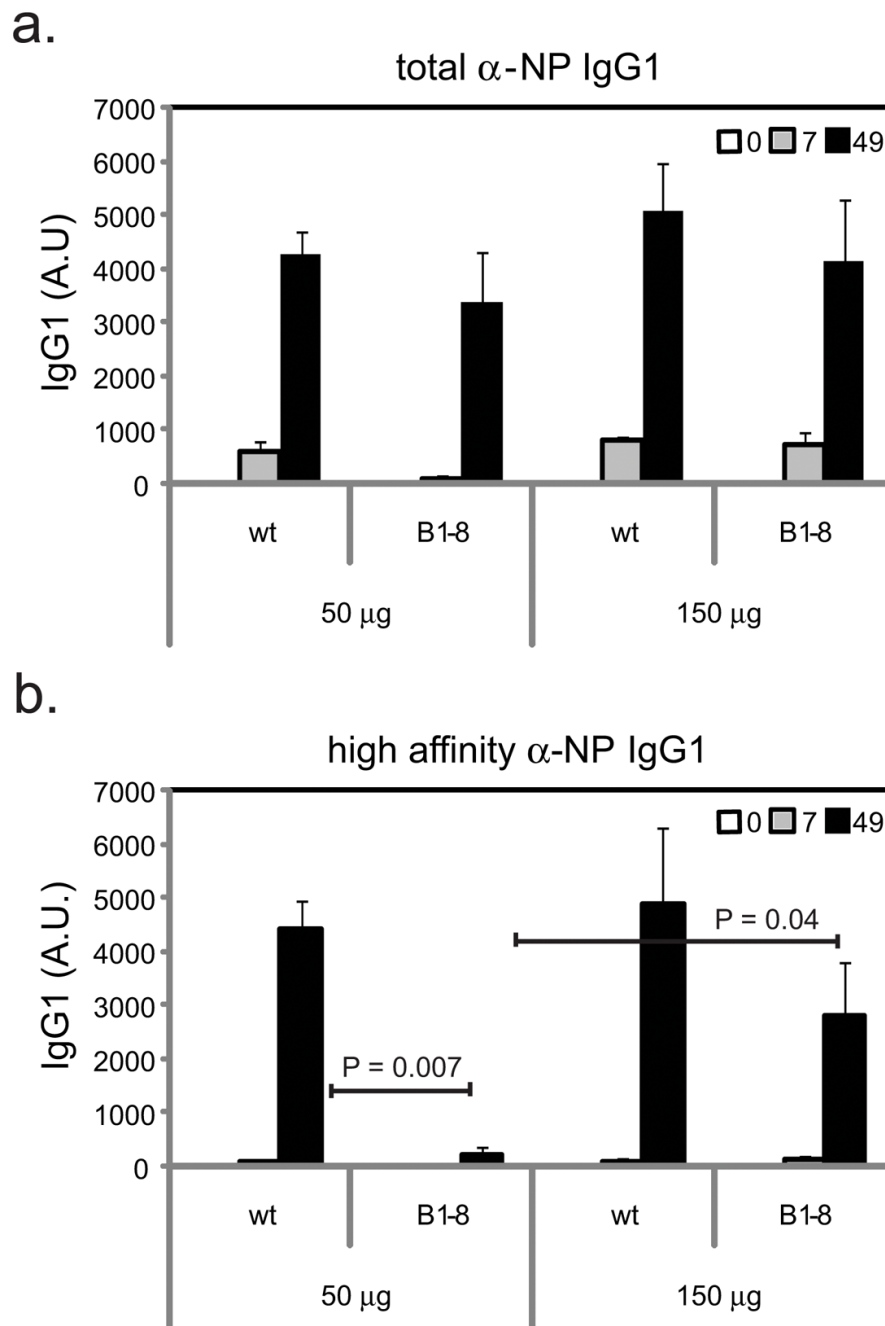 a.
total α-NP IgG1
7000
6000
5000
4000
3000
2000
1000
0
IgG1 (A.U)
0 7 49
wt B1-8 wt B1-8
50 μg 150 μg
b.
high affinity α-NP IgG1
7000
6000
5000
4000
3000
2000
1000
0
IgG1 (A.U.)
0 7 49
P = 0.04
P = 0.007
wt B1-8 wt B1-8
50 μg 150 μg